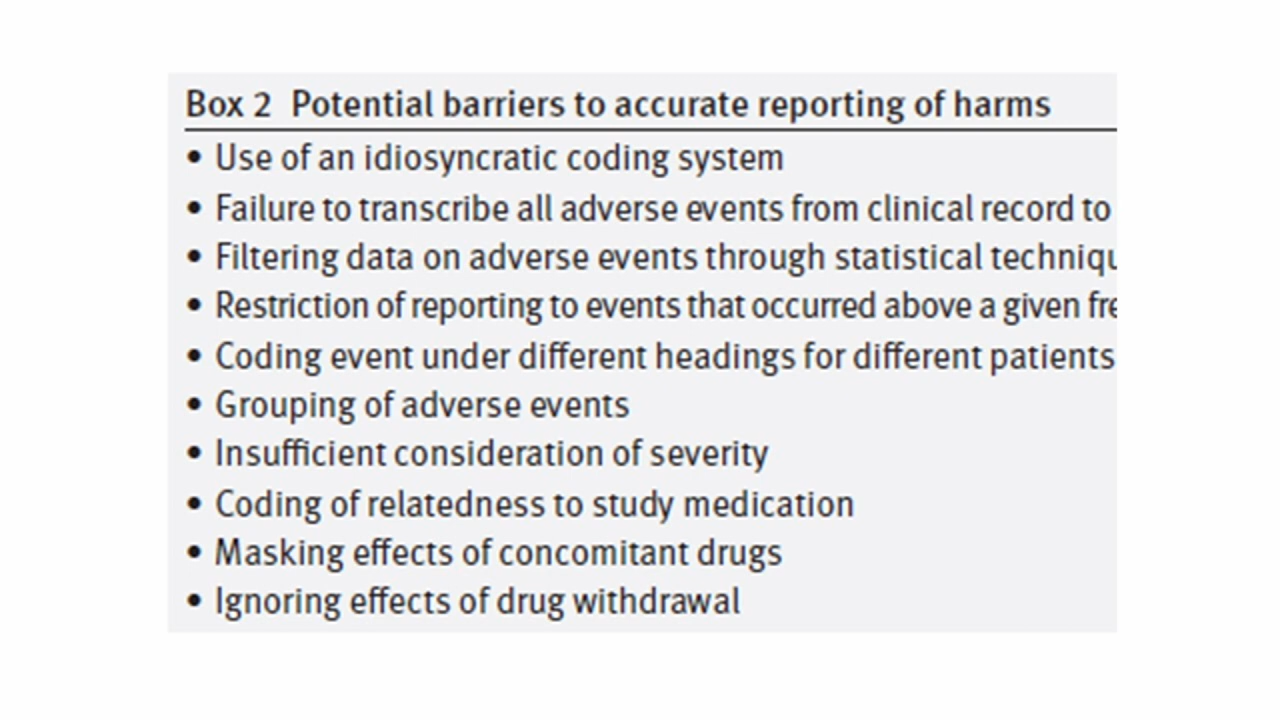 Box 2 Potential barriers to accurate reporting of harms
• Use of an idiosyncratic coding system
• Failure to transcribe all adverse events from clinical record to
• Filtering data on adverse events through statistical
• Restriction of reporting to events that occurred above a given
• Coding event under different headings for different patients
• Grouping of adverse events
• Insufficient consideration of severity
• Coding of relatedness to study medication
• Masking effects of concomitant drugs
• Ignoring effects of drug withdrawal